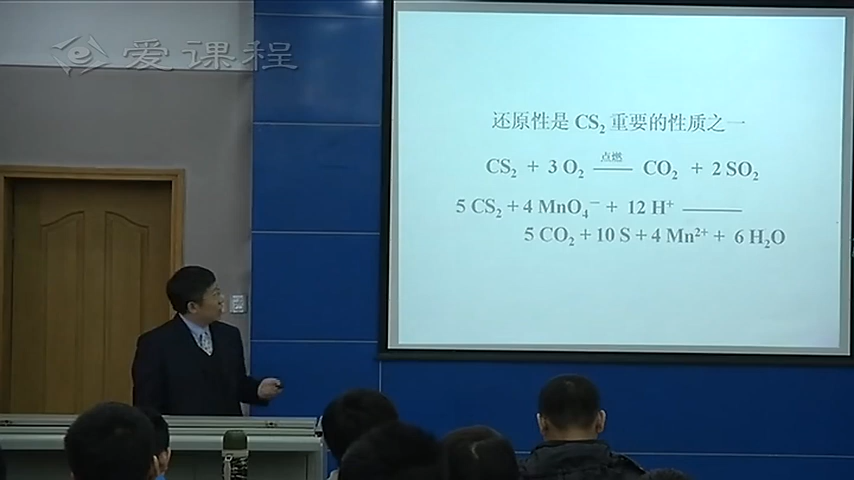 爱课程
还原性是 CS₂ 重要的性质之一
点燃
CS₂ + 3 O₂ —— CO₂ + 2 SO₂
5 CS₂ + 4 MnO₄⁻ + 12 H⁺ ——
5 CO₂ + 10 S + 4 Mn²⁺ + 6 H₂O